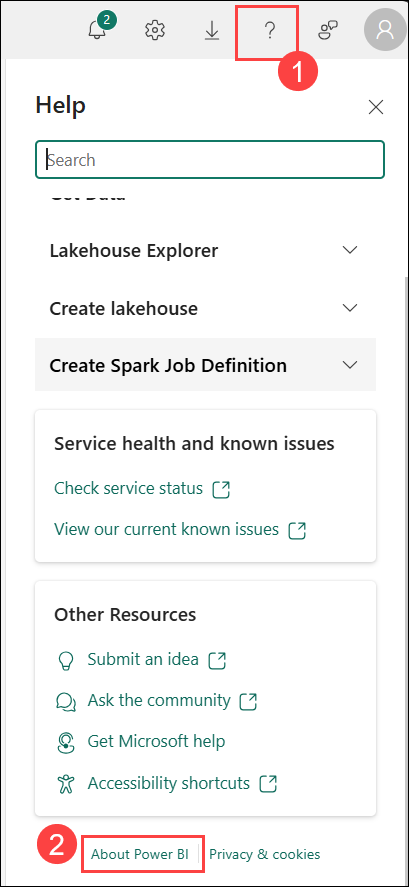 2
?
1
Help
Search
Get Data
Lakehouse Explorer
Create lakehouse
Create Spark Job Definition
Service health and known issues
Check service status
View our current known issues
Other Resources
Submit an idea
Ask the community
Get Microsoft help
Accessibility shortcuts
2
About Power BI Privacy & cookies